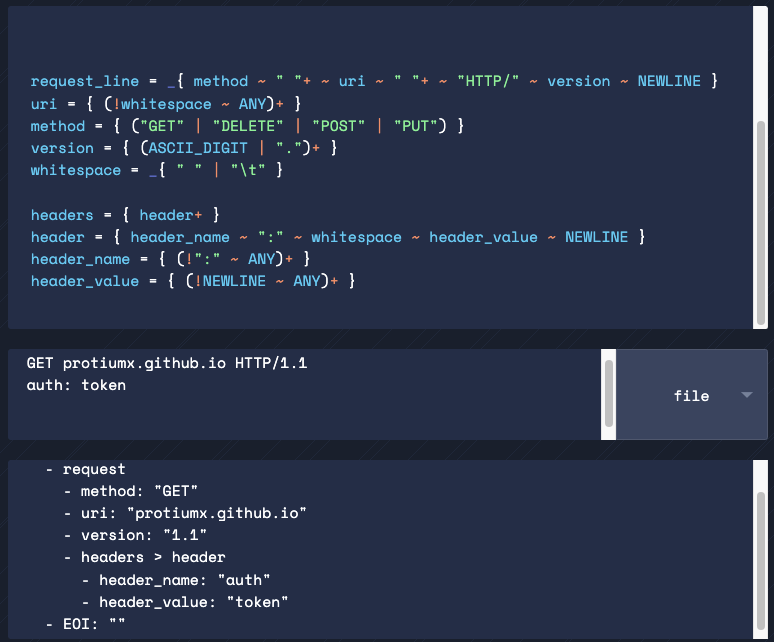 request_line = _{ method ~ " "+ ~ uri ~ " "+ ~ "HTTP/" ~ version ~ NEWLINE }
uri = { (!whitespace ~ ANY)+ }
method = { ("GET" | "DELETE" | "POST" | "PUT") }
version = { (ASCII_DIGIT | ".")+ }
whitespace = _{ " " | "\t" }

headers = { header+ }
header = { header_name ~ ":" ~ whitespace ~ header_value ~ NEWLINE }
header_name = { (!":" ~ ANY)+ }
header_value = { (!NEWLINE ~ ANY)+ }

GET protiumx.github.io HTTP/1.1
auth: token
file

- request
- method: "GET"
- uri: "protiumx.github.io"
- version: "1.1"
- headers > header
- header_name: "auth"
- header_value: "token"
- EOI: ""